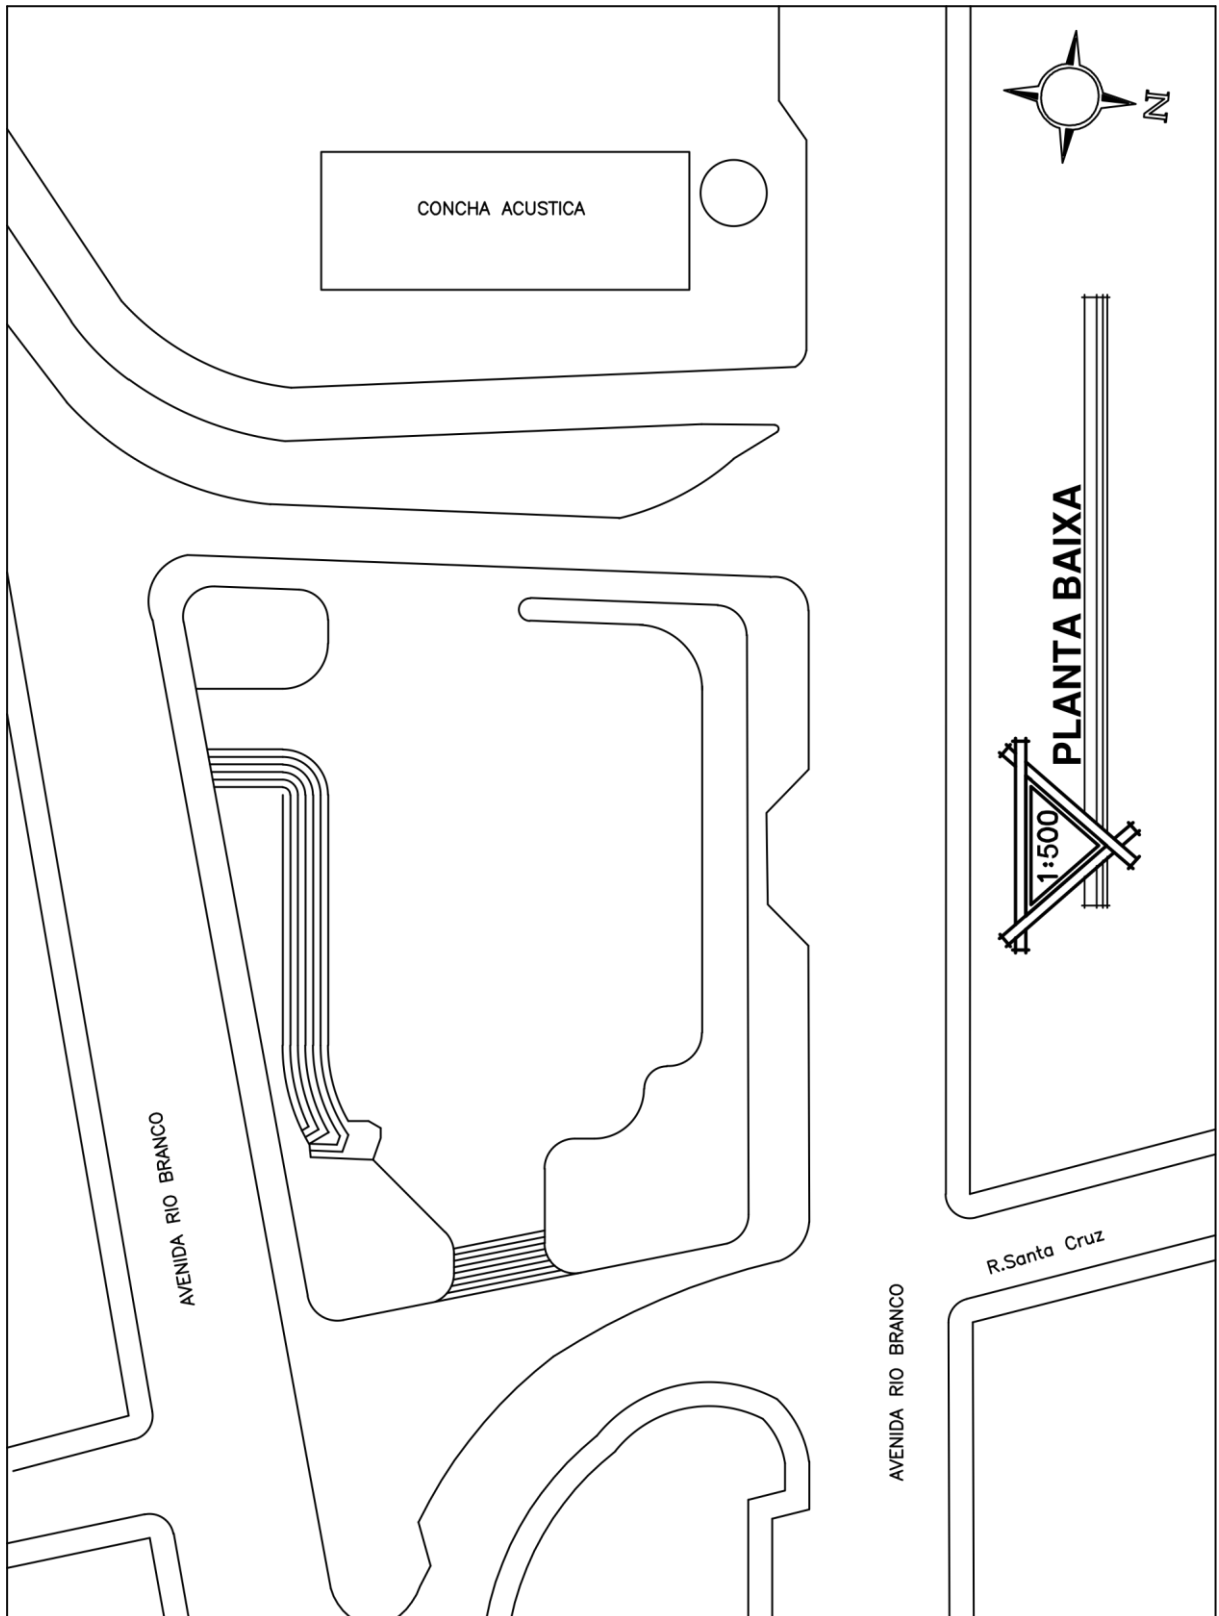 N
CONCHA ACUSTICA
PLANTA BAIXA
1:500
AVENIDA RIO BRANCO
R.Santa Cruz
AVENIDA RIO BRANCO